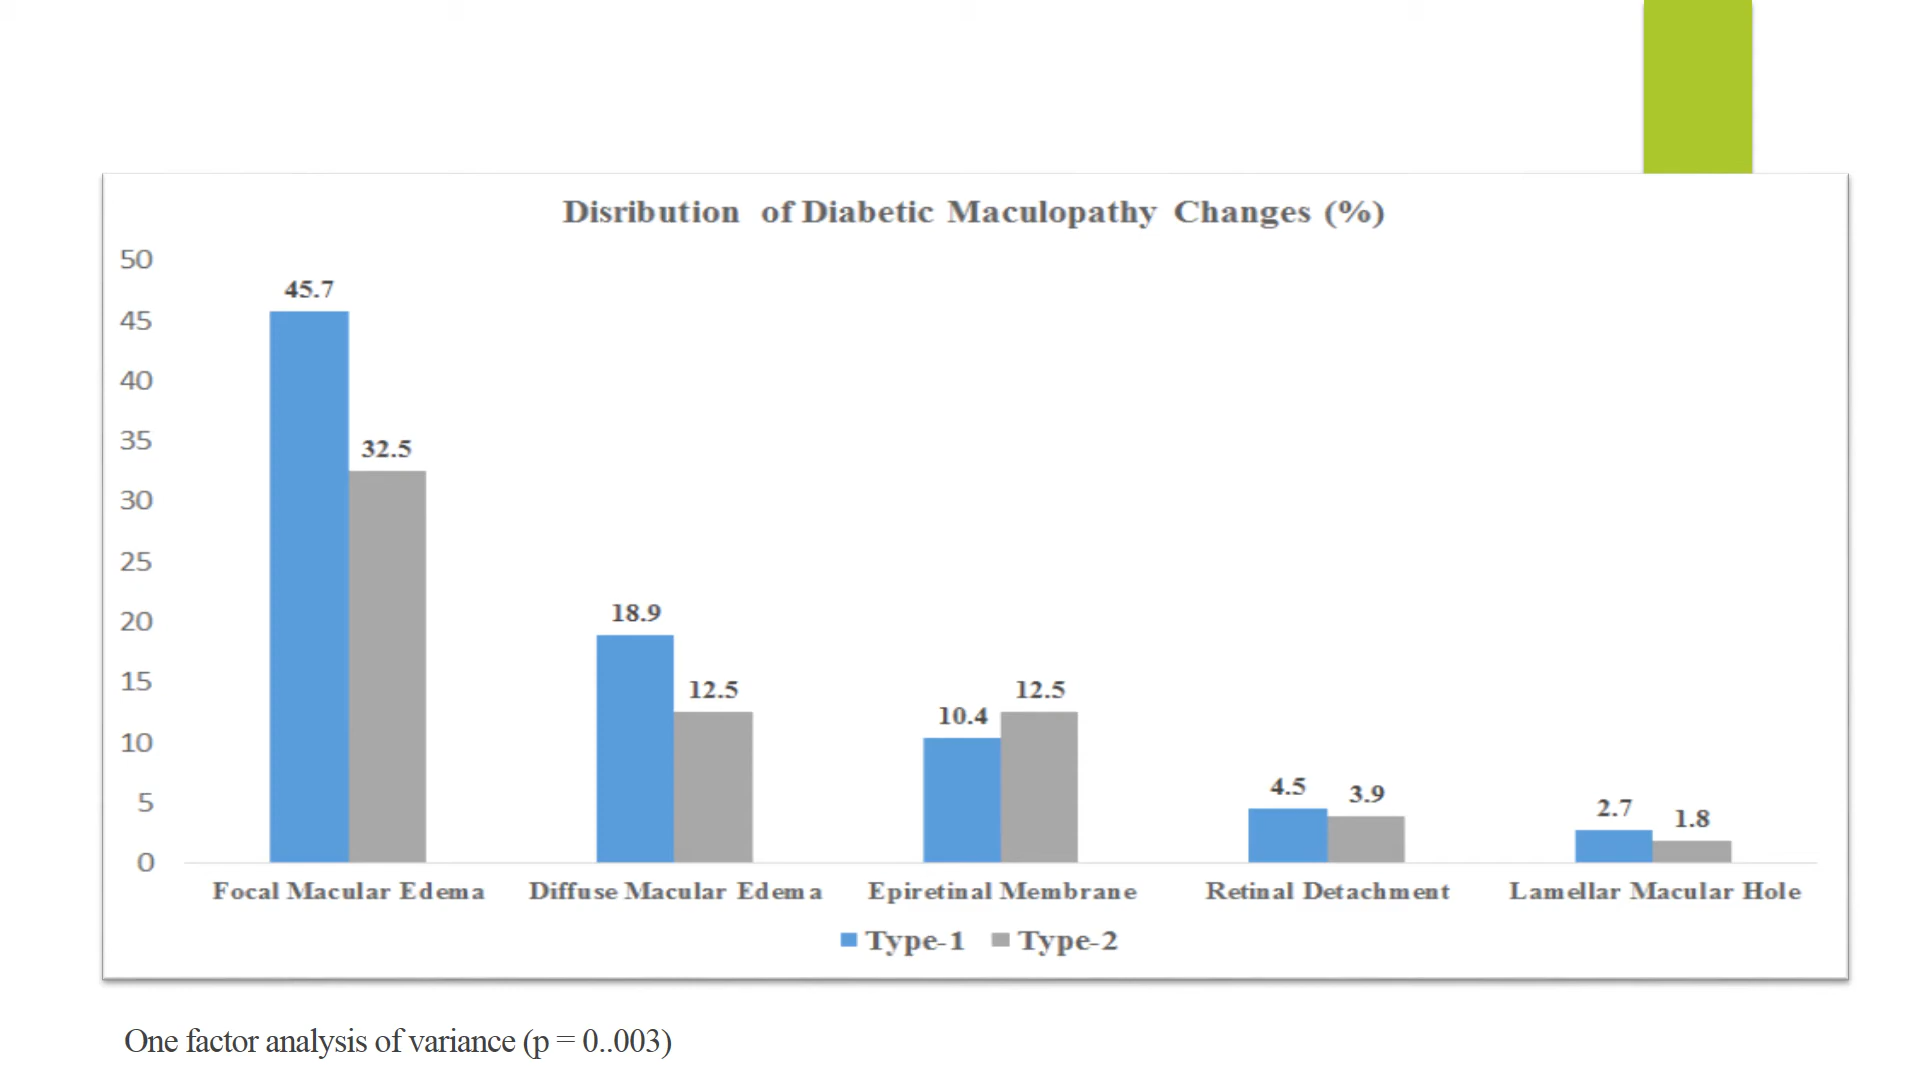 Disribution of Diabetic Maculopathy Changes (%)
50
45
40
35
30
25
20
15
10
5
0
45.7
32.5
18.9
12.5
10.4
12.5
4.5
3.9
2.7
1.8
Focal Macular Edema
Diffuse Macular Edema
Epiretinal Membrane
Retinal Detachment
Lamellar Macular Hole
Type-1 Type-2
One factor analysis of variance (p = 0..003)